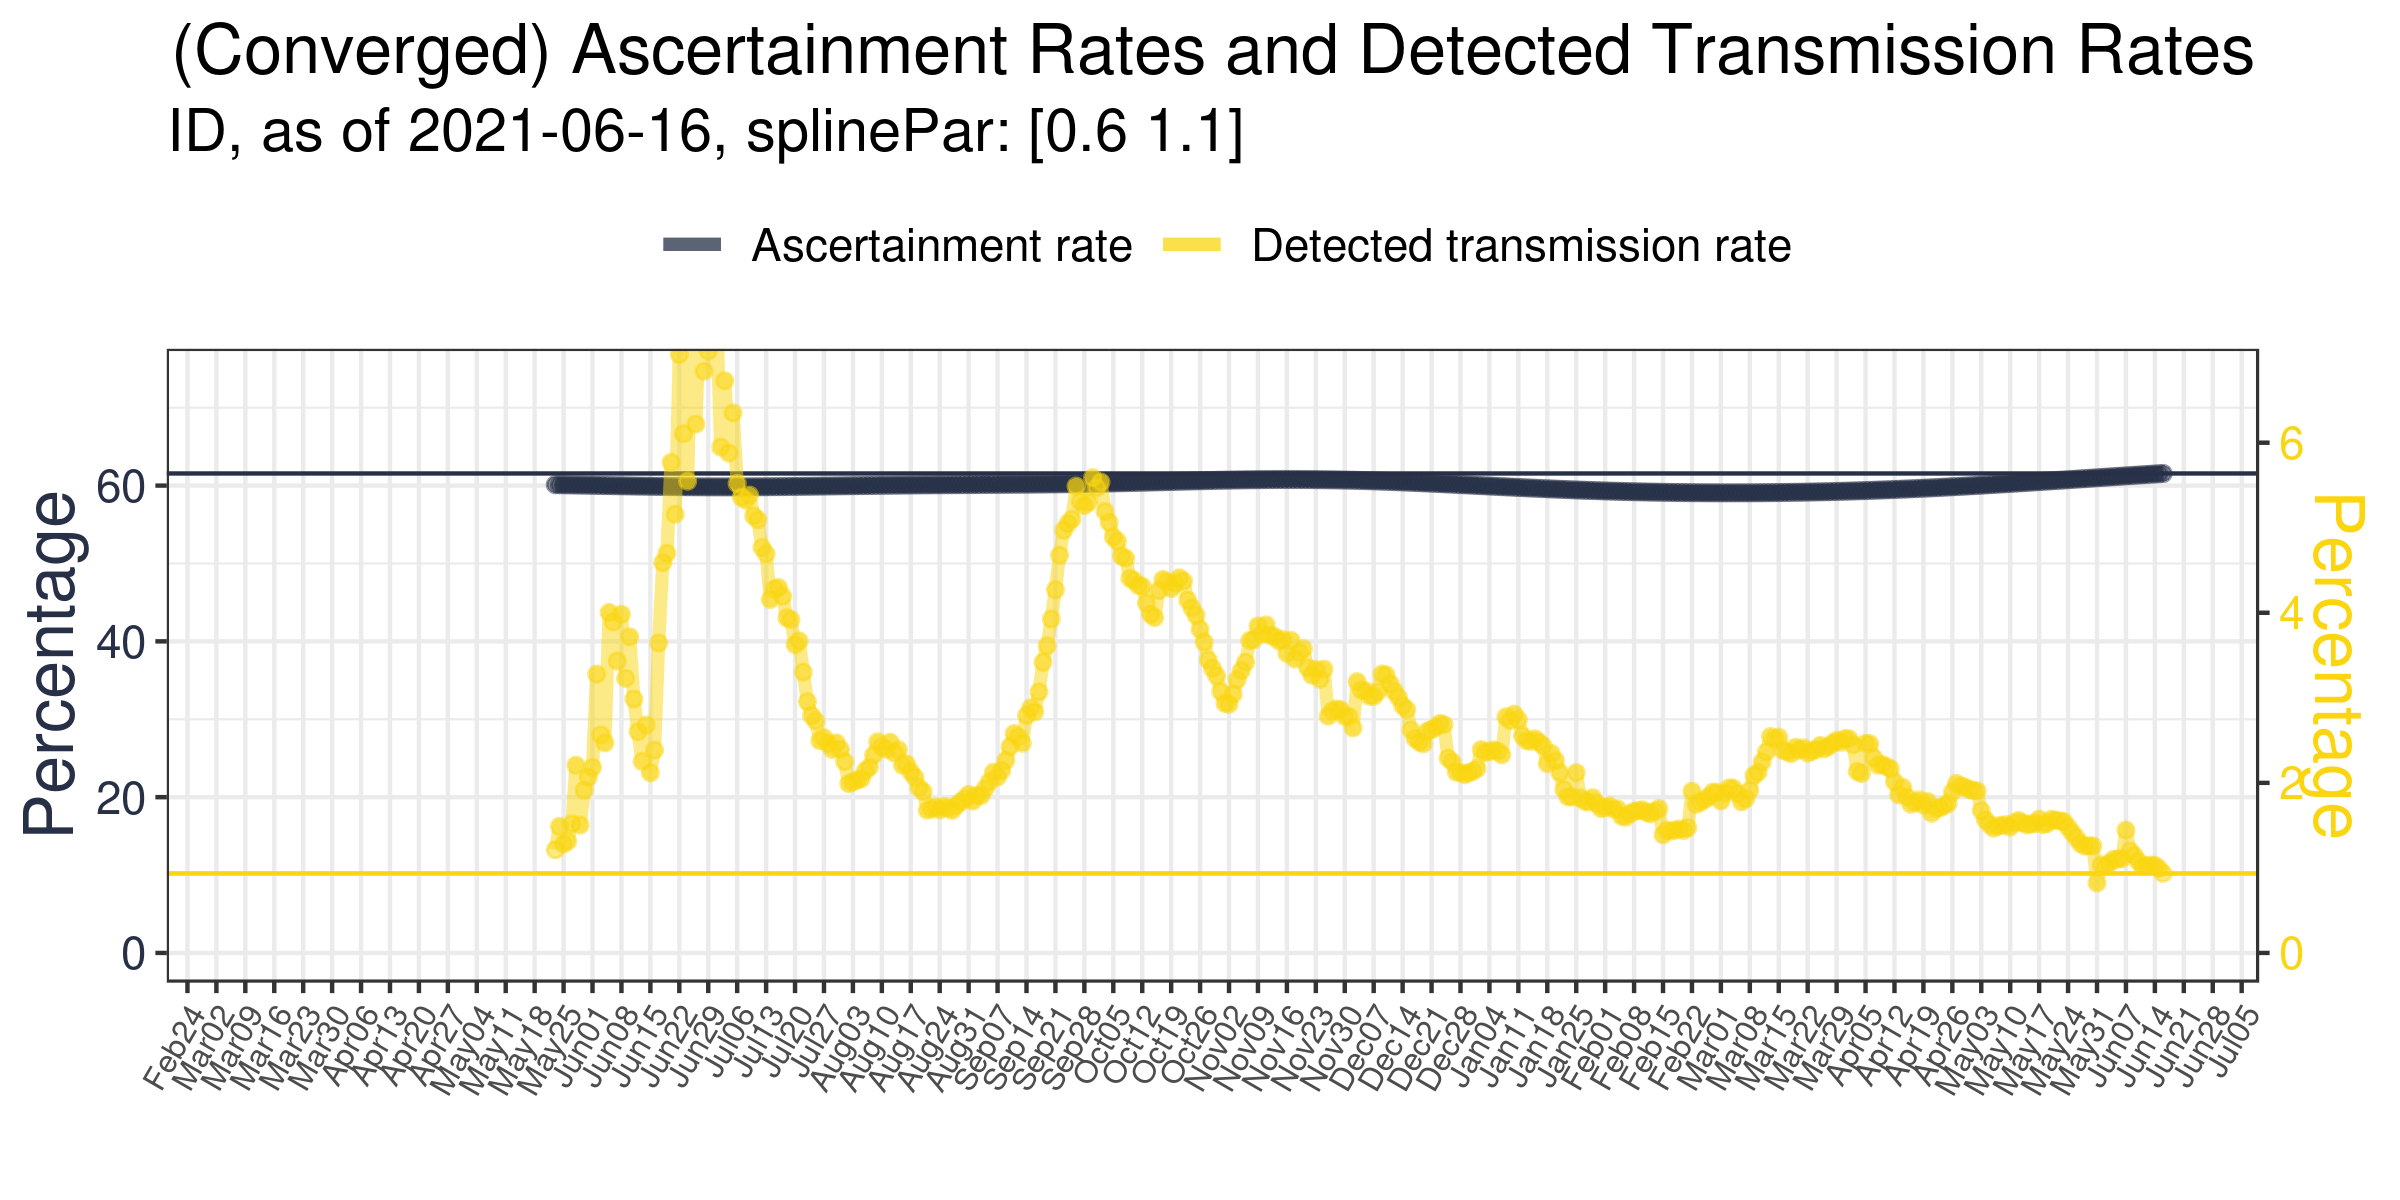 (Converged) Ascertainment Rates and Detected Transmission Rates
ID, as of 2021-06-16, splinePar: [0.6 1.1]
Ascertainment rate
Detected transmission rate
Percentage
60
40
20
0
6
4
2
0
Percentage
Feb24
Mar02
Mar09
Mar16
Mar23
Mar30
Apr06
Apr13
Apr20
Apr27
May04
May11
May18
May25
Jun01
Jun08
Jun15
Jun22
Jun29
Jul06
Jul13
Jul20
Jul27
Aug03
Aug10
Aug17
Aug24
Aug31
Sep07
Sep14
Sep21
Sep28
Oct05
Oct12
Oct19
Oct26
Nov02
Nov09
Nov16
Nov23
Nov30
Dec07
Dec14
Dec21
Dec28
Jan04
Jan11
Jan18
Jan25
Feb01
Feb08
Feb15
Feb22
Mar01
Mar08
Mar15
Mar22
Mar29
Apr05
Apr12
Apr19
Apr26
May03
May10
May17
May24
May31
Jun07
Jun14
Jun21
Jun28
Jul05